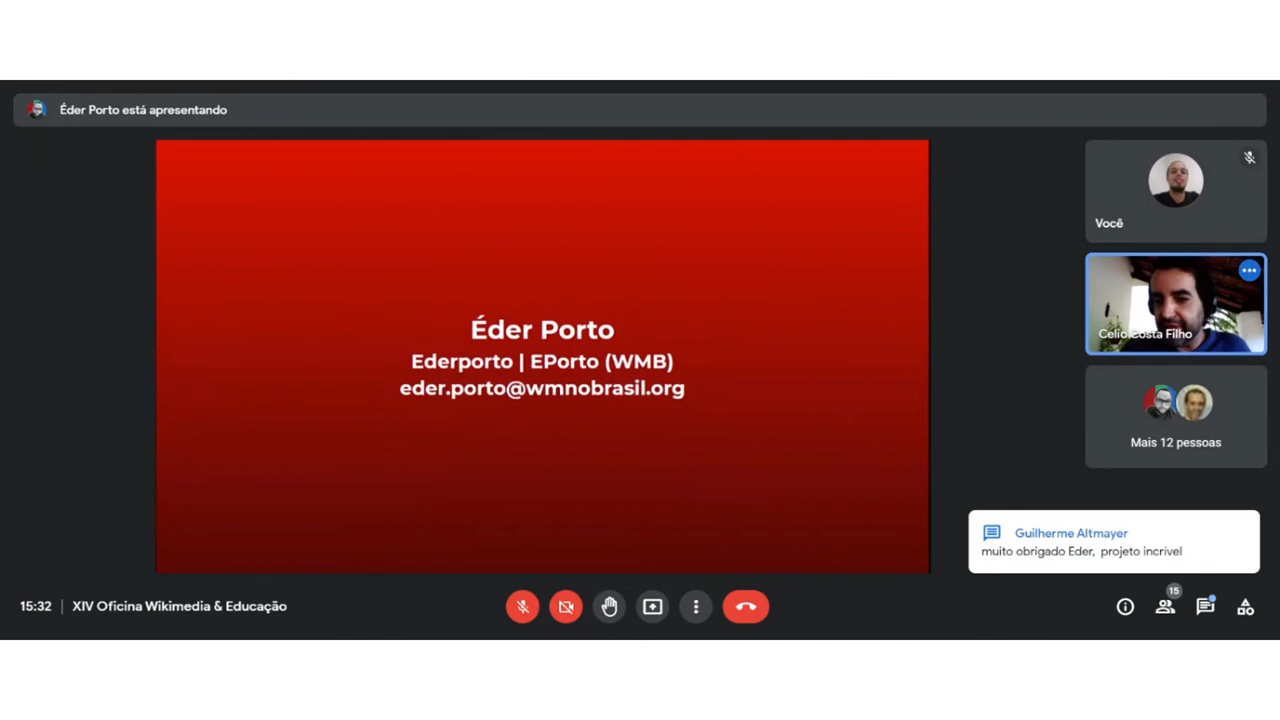 Éder Porto está apresentando
Éder Porto
Ederporto | EPorto (WMB)
eder.porto@wmnobrasil.org
Você
Celio Costa Filho
Mais 12 pessoas
Guilherme Altmayer
muito obrigado Eder, projeto incrivel
15:32 | XIV Oficina Wikimedia & Educação
15